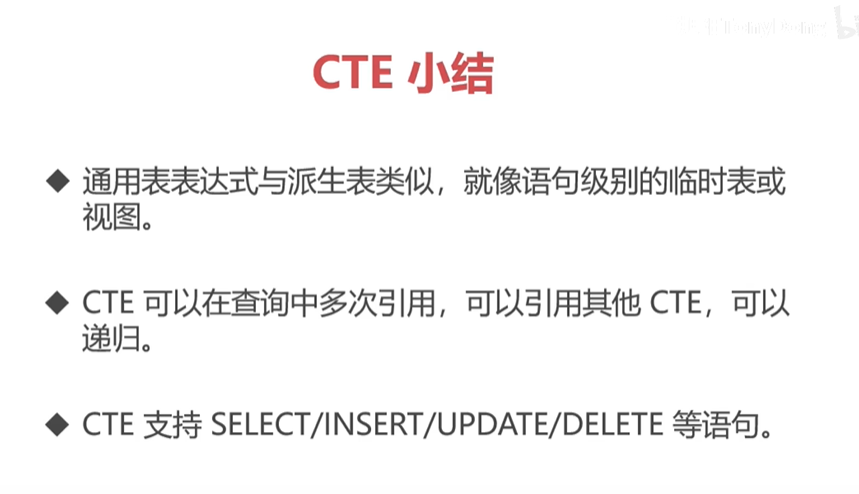 CTE 小结
◆ 通用表表达式与派生表类似，就像语句级别的临时表或
视图。
◆ CTE 可以在查询中多次引用，可以引用其他 CTE，可以
递归。
◆ CTE 支持 SELECT/INSERT/UPDATE/DELETE 等语句。